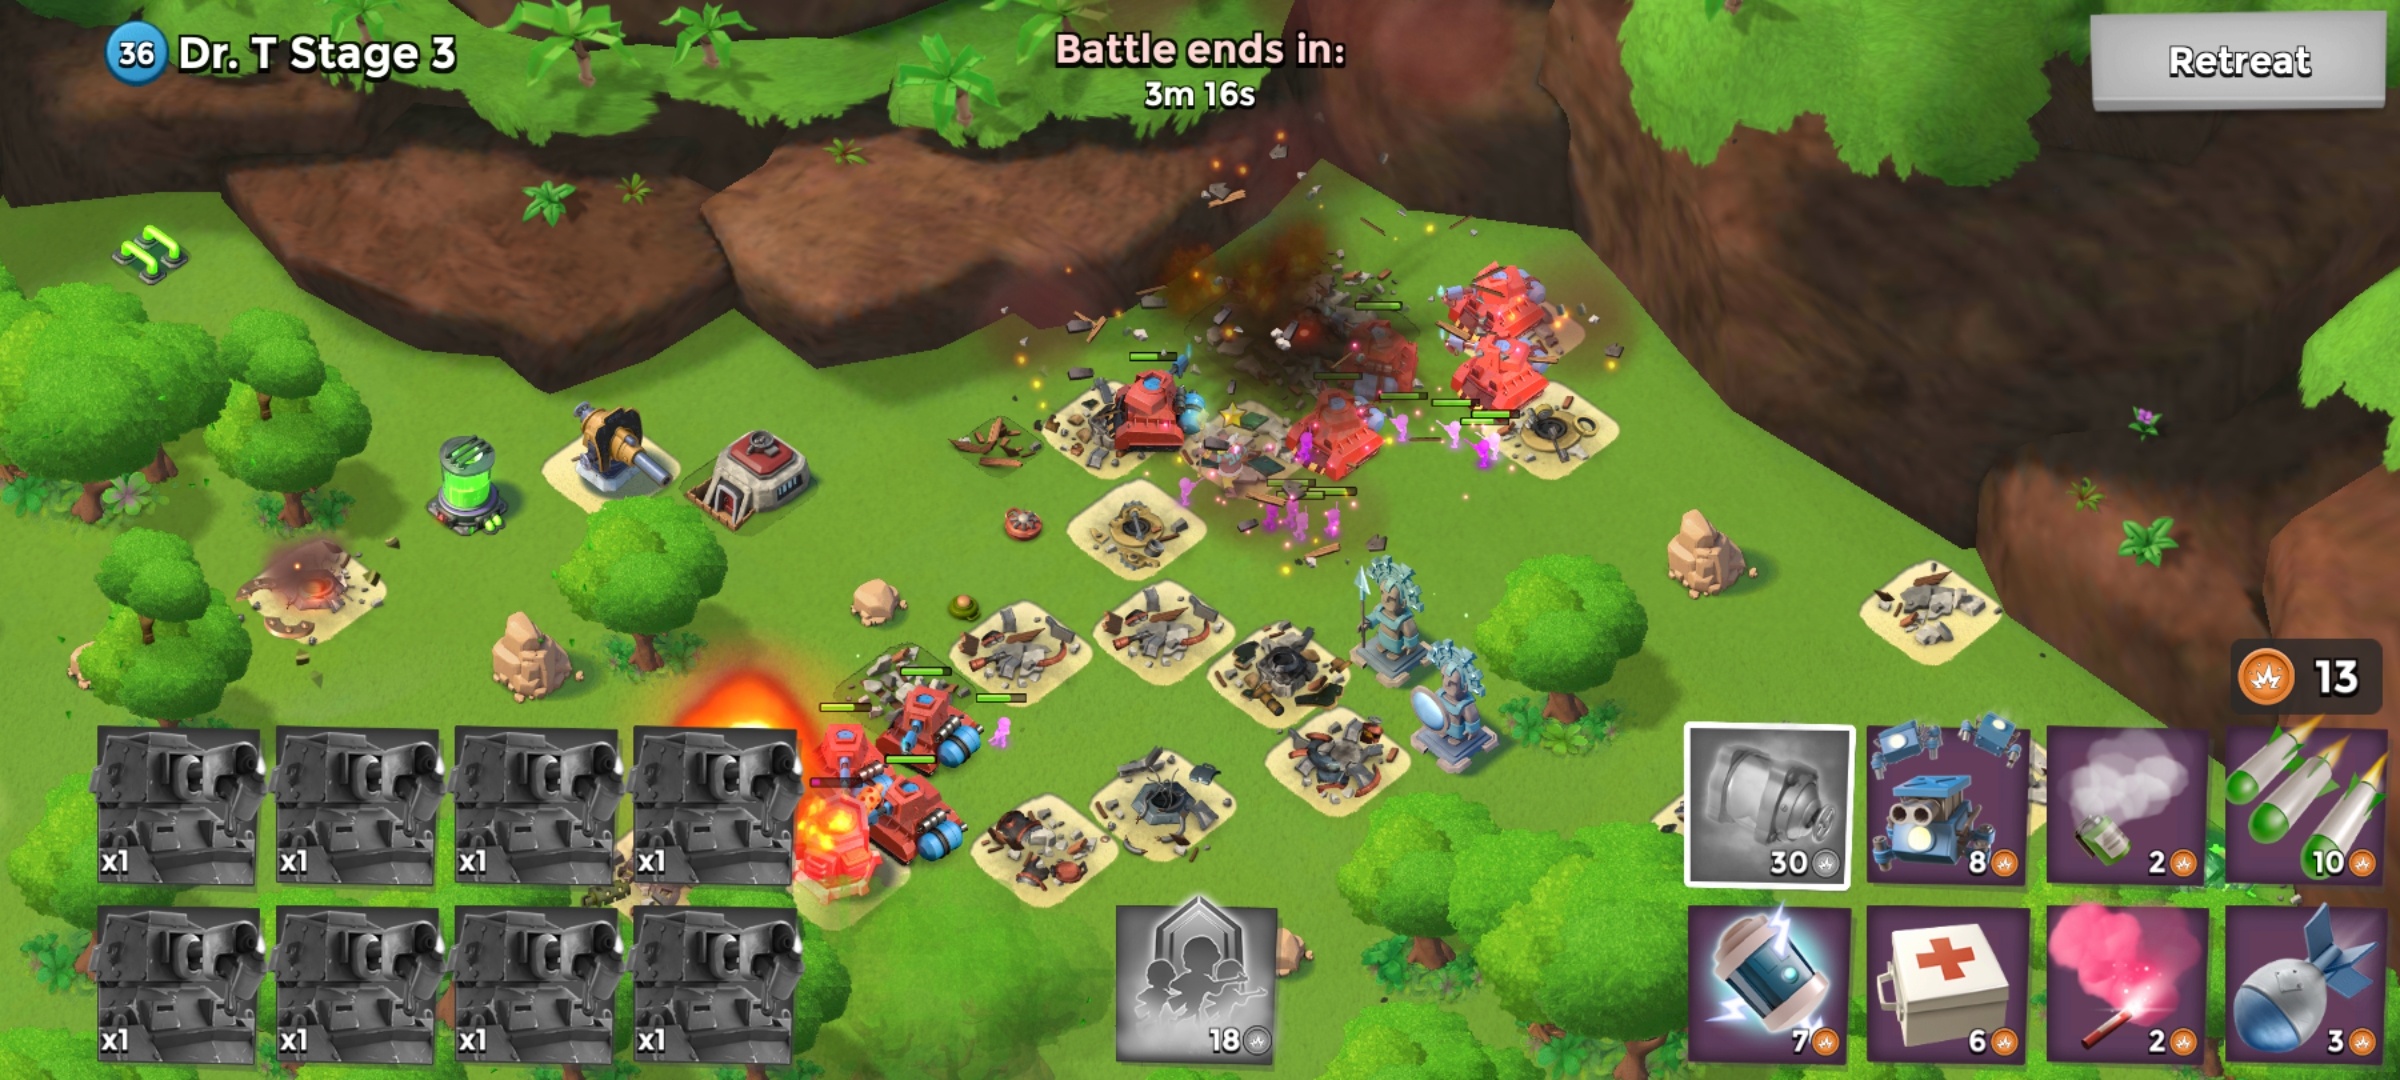 36 Dr. T Stage 3
Battle ends in:
3m 16s
Retreat
13
x1 x1 x1 x1
30 8 2 10
x1 x1 x1 x1
18
7 6 2 3